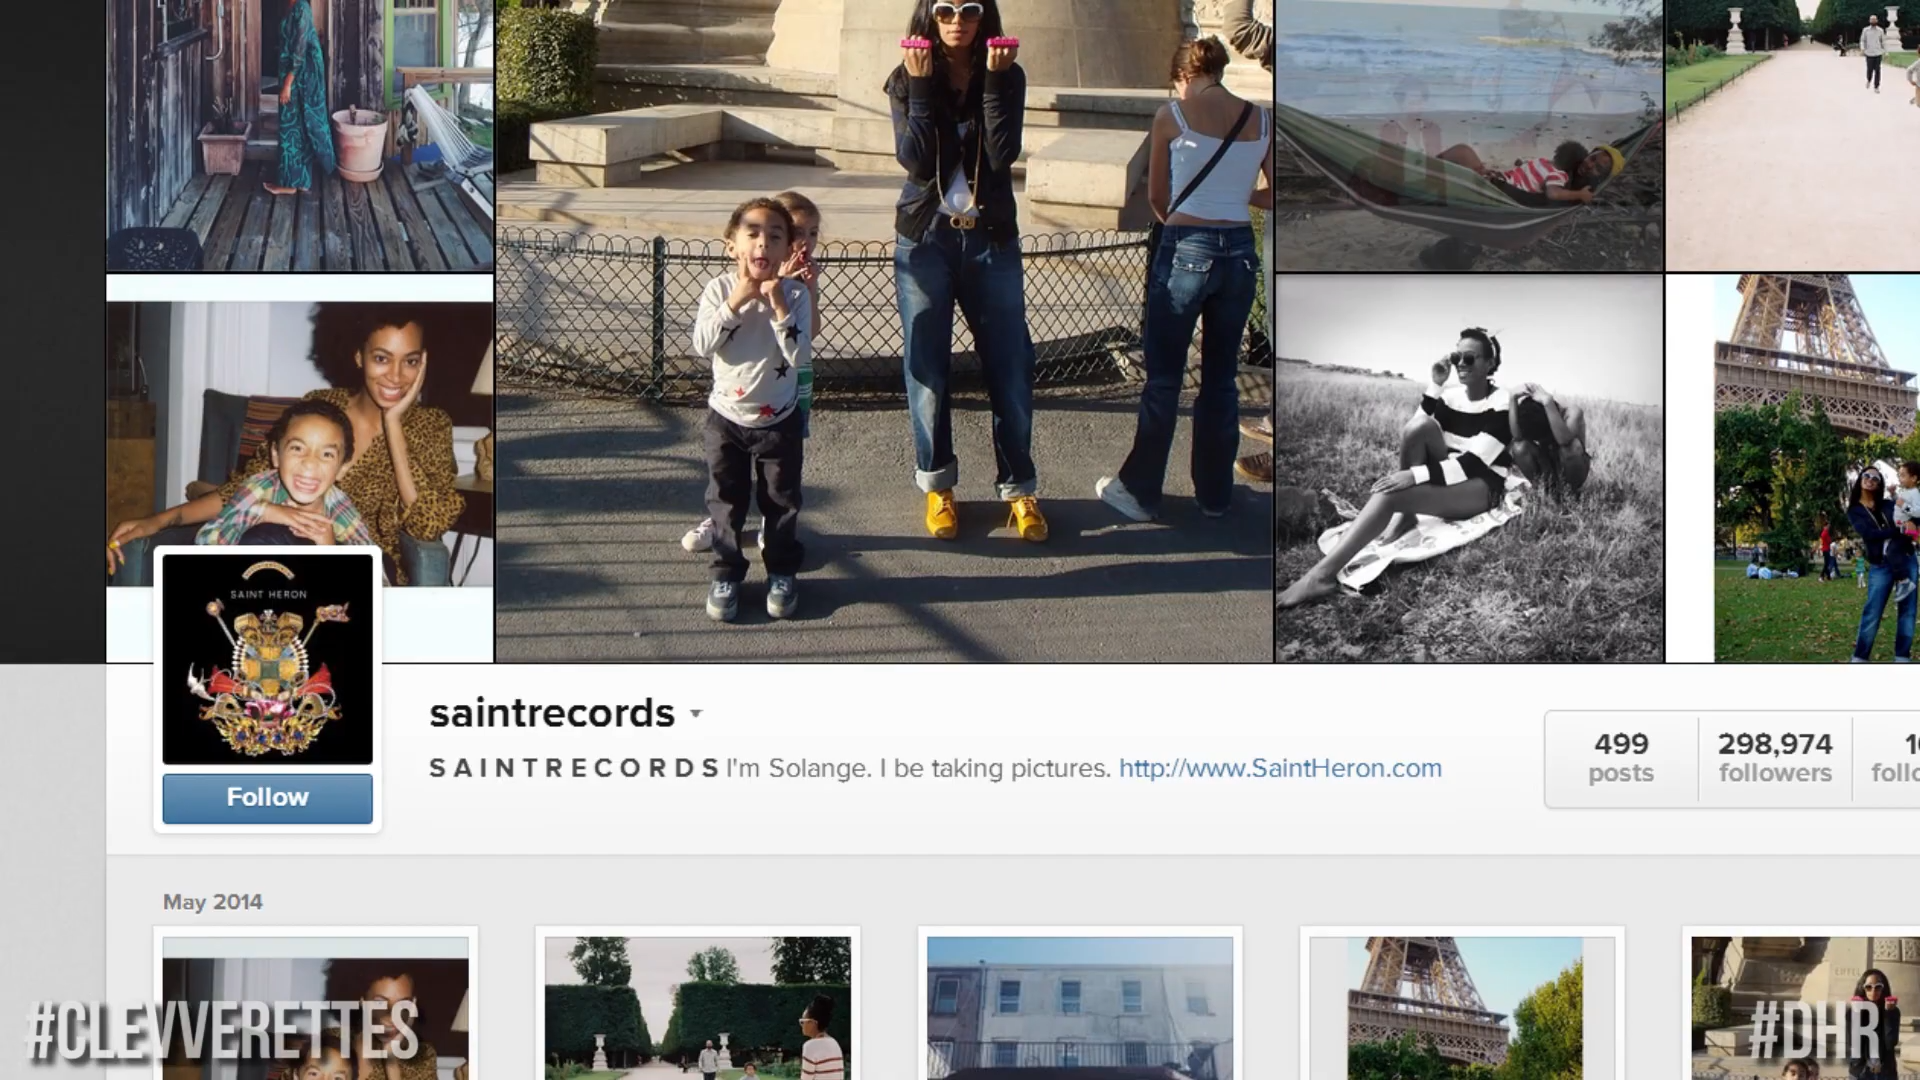 SAINT HERON
saintrecords
SAINTRECORDS I'm Solange. I be taking pictures. http://www.SaintHeron.com
499
posts
298,974
followers
Follow
May 2014
EIFFEL
#CLEVVERETTES
#DHR